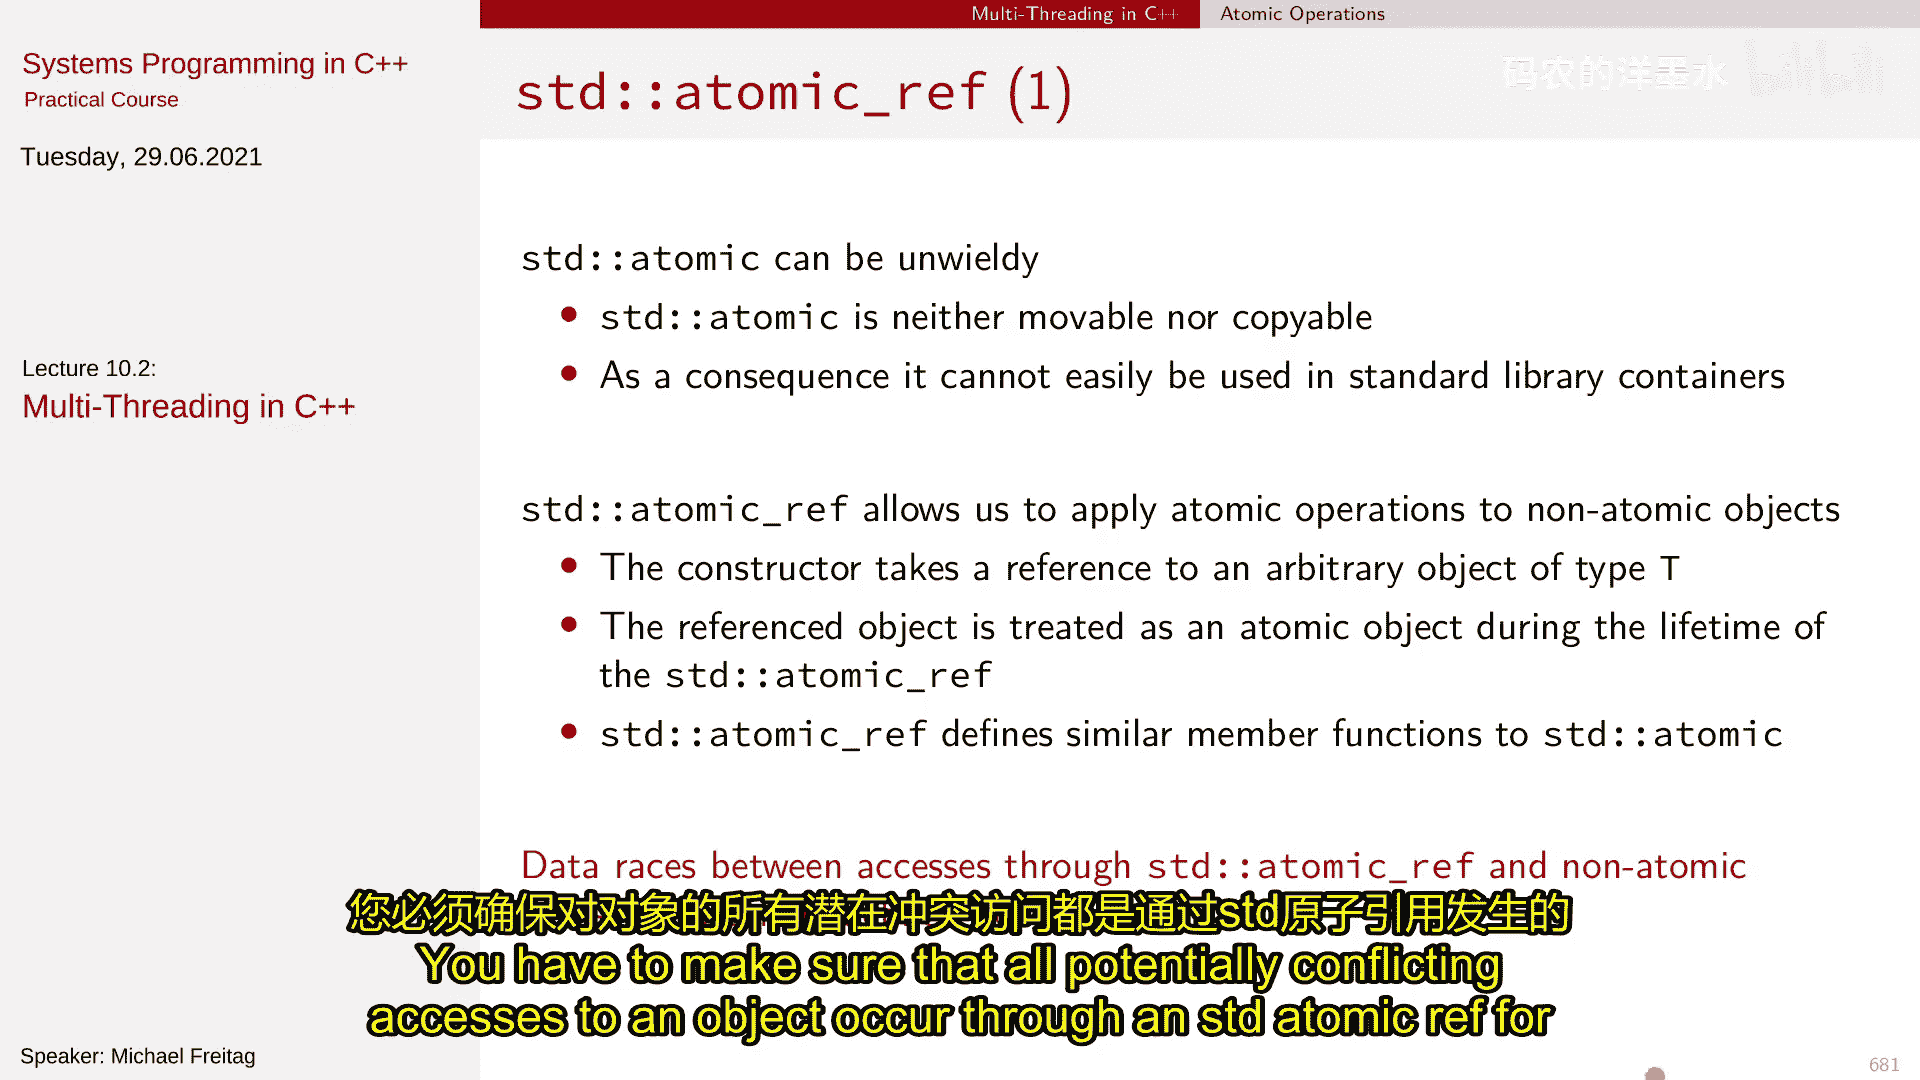 Multi-Threading in C++
Atomic Operations
Systems Programming in C++
Practical Course
Tuesday, 29.06.2021
Lecture 10.2:
Multi-Threading in C++
Speaker: Michael Freitag
std::atomic_ref (1)
码农的洋墨水 bilibili
std::atomic can be unwieldy
• std::atomic is neither movable nor copyable
• As a consequence it cannot easily be used in standard library containers
std::atomic_ref allows us to apply atomic operations to non-atomic objects
• The constructor takes a reference to an arbitrary object of type T
• The referenced object is treated as an atomic object during the lifetime of
the std::atomic_ref
• std::atomic_ref defines similar member functions to std::atomic
Data races between accesses through std::atomic_ref and non-atomic
您必须确保对对象的所有潜在冲突访问都是通过std原子引用发生的
You have to make sure that all potentially conflicting
accesses to an object occur through an std atomic ref for
681